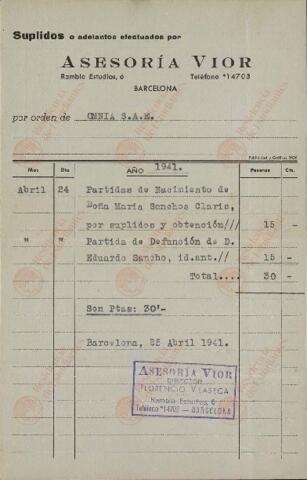 Suplidos o adelantos efectuados por
ASESORÍA VIOR
Rambla Estudios, 6 Teléfono *14703
BARCELONA
por orden de OMNIA S.A.E.
Mes Día AÑO 1941. Pesetas Cts.
Abril 24 Partidas de Nacimiento de
Doña Maria Sanchos Claris,
por suplidos y obtención/// 15 -
" " Partida de Defunción de D.
Eduardo Sancho, id.ant.// 15 -
Total.... 30 -
Son Ptas: 30'-
Barcelona, 25 Abril 1941.
ASESORÍA VIOR
DIRECTOR
FLORENCIO
Rambla Estudios, 6
Teléfono *14703 - BARCELONA